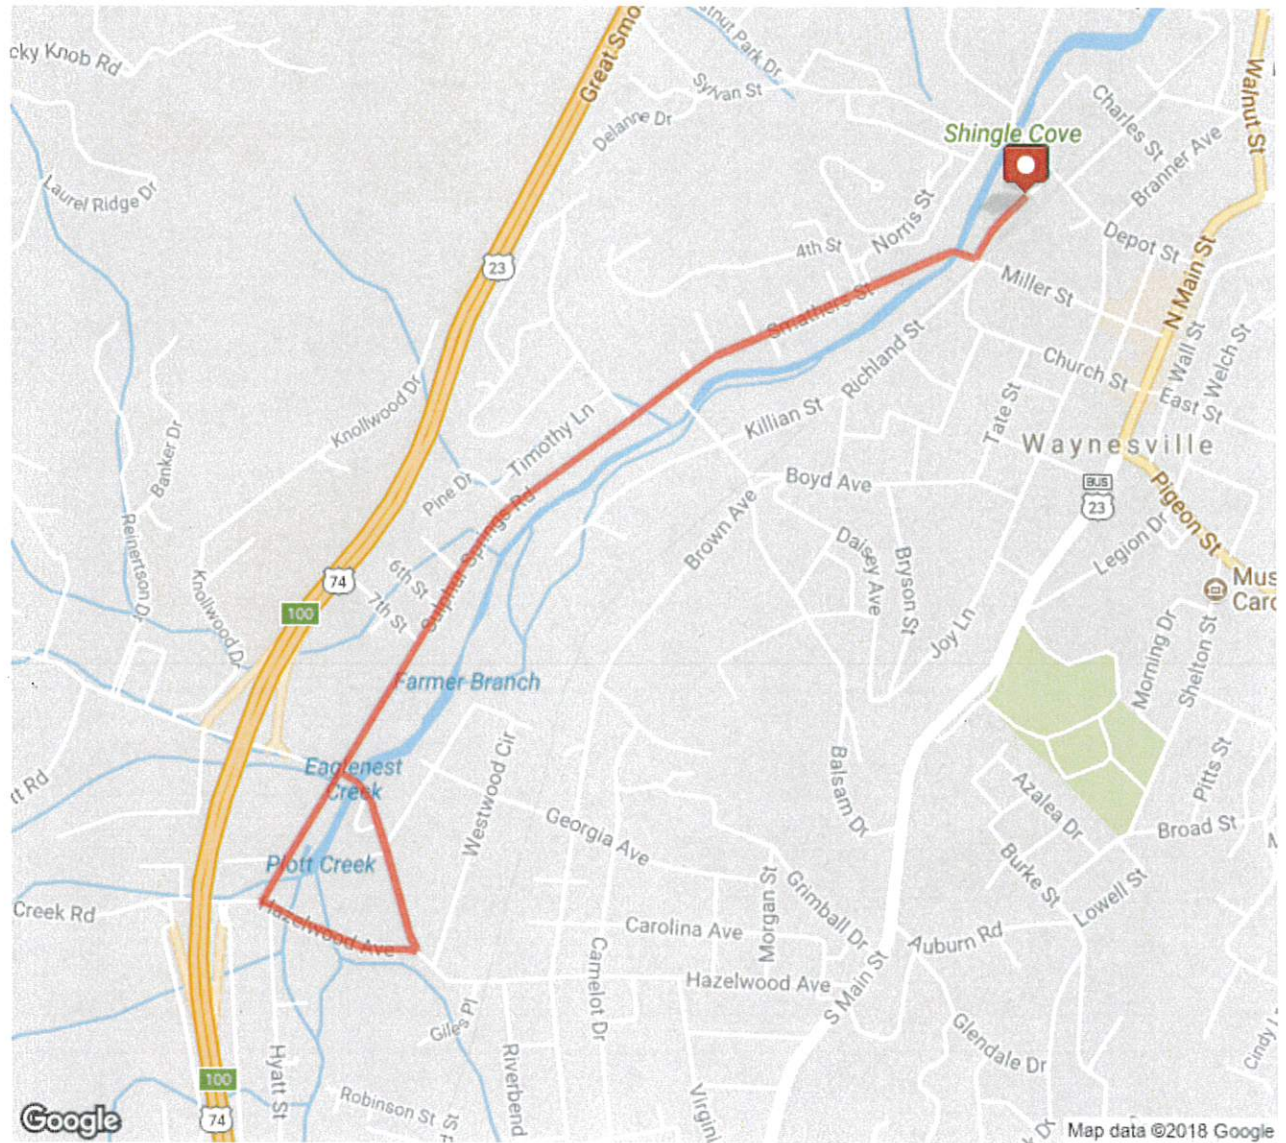 cky Knob Rd
Great Smo
stnut Park Dr
Sylvan St
Walnut St
Delanne Dr
Charles St
Shingle Cove
Branner Ave
Laurel Ridge Dr
Norris St
4th St
Depot St
23
Miller St
N Main St
Smathers St
Wall St
Welch St
Richland St
Church St
Knollwood Dr
East St
Timothy Ln
Killian St
Tate St
Waynesville
Banker Dr
Boyd Ave
BUS
23
Pine Dr
Pigeon St
Sulphur Springs Rd
Brown Ave
Legion Dr
Reinertson Dr
Daisey Ave
Bryson St
6th St
74
Mus
Caro
100
Knollwood Dr
7th St
Joy Ln
Morning Dr
Shelton St
Farmer Branch
Westwood Cir
Eaglenest
Creek
Balsam Dr
Pitts St
rt Rd
Azalea Dr
Georgia Ave
Broad St
Plott Creek
Burke St
Morgan St
Grimball Dr
Lowell St
Creek Rd
Hazelwood Ave
Carolina Ave
Auburn Rd
Camelot Dr
Hazelwood Ave
S Main St
Giles Pl
Glendale Dr
Cindy L
Hyatt St
Riverbend
100
Robinson St
St
Virgini
74
Google
Map data ©2018 Google